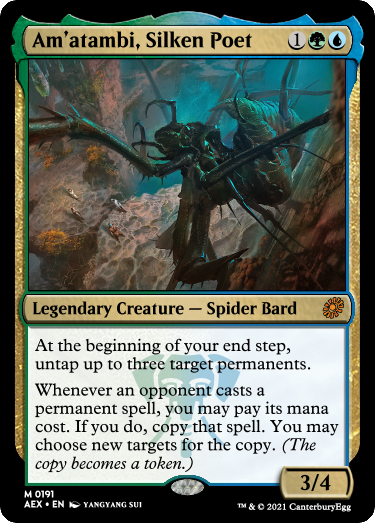 Am'atambi, Silken Poet 1
Legendary Creature — Spider Bard
At the beginning of your end step,
untap up to three target permanents.
Whenever an opponent casts a
permanent spell, you may pay its mana
cost. If you do, copy that spell. You may
choose new targets for the copy. (The
copy becomes a token.)
3/4
M 0191
AEX • EN YANGYANG SUI
™ & © 2021 CanterburyEgg